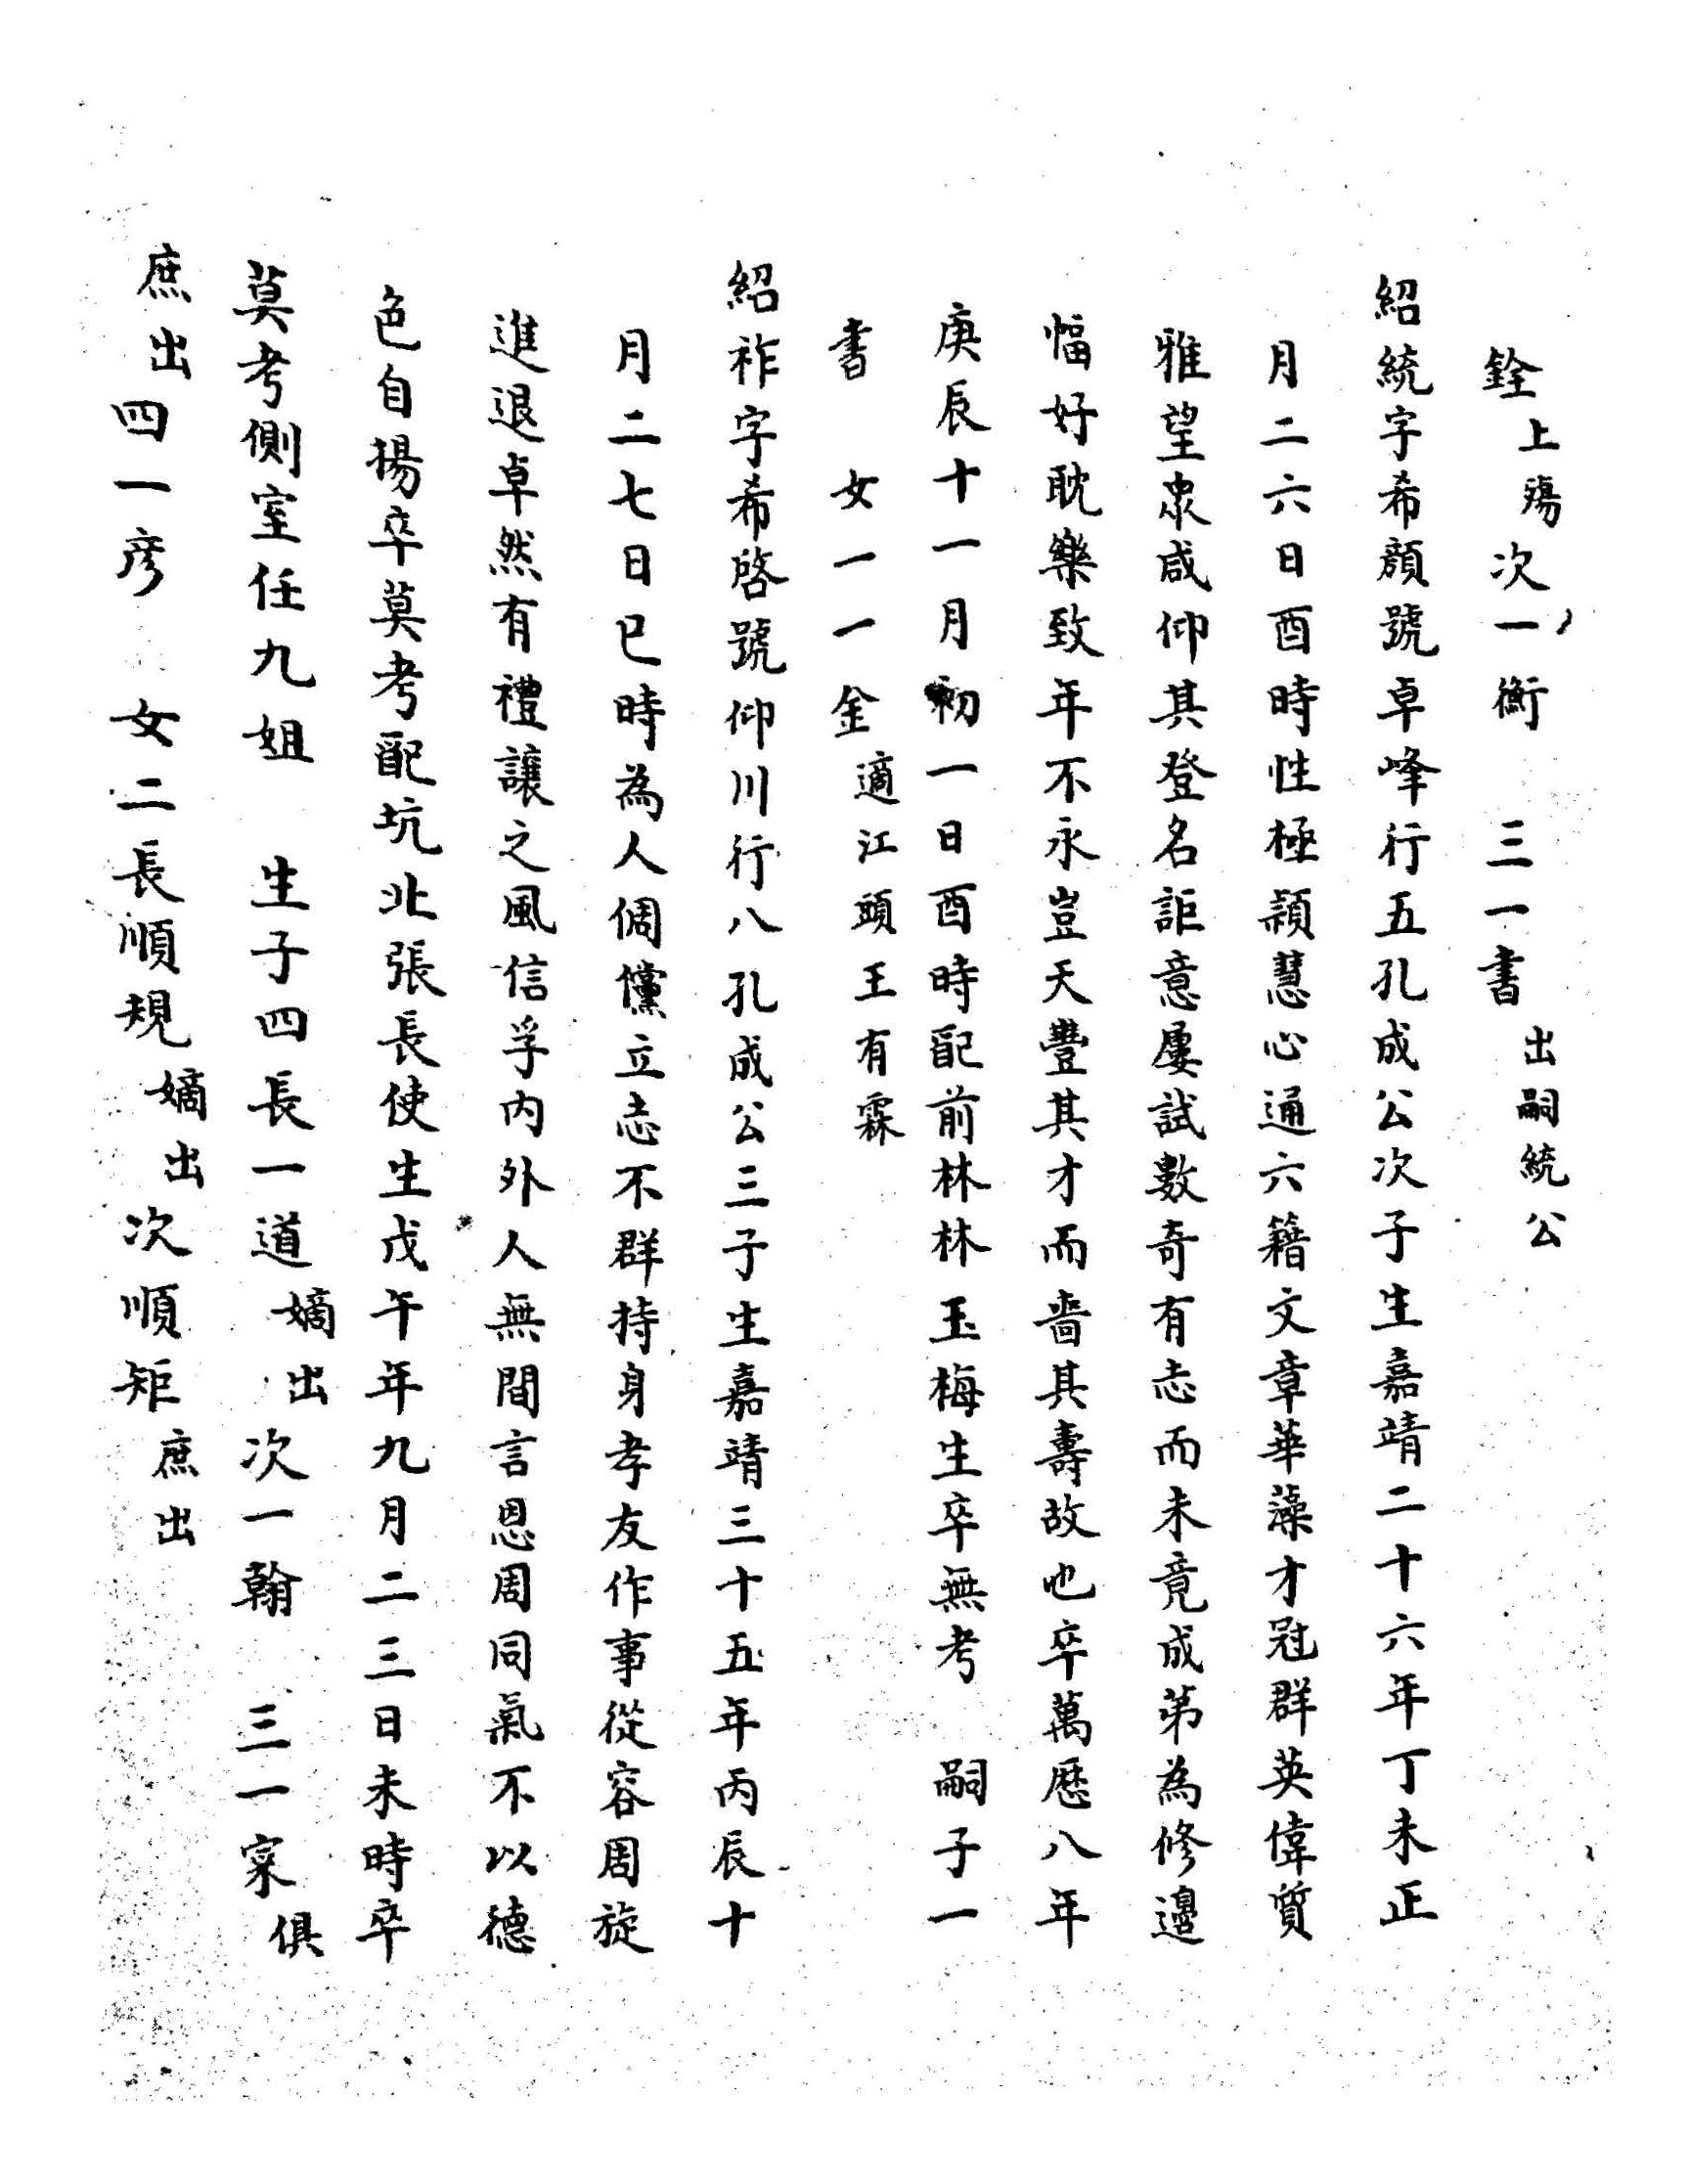 銓上殤次一衡　三一書出嗣統公
紹統字希顏號卓峰行五孔成公次子生嘉靖二十六年丁未正
月二六日酉時性極穎慧心通六籍文章華藻才冠群英偉質
雅望眾咸仰其登名詎意屢試數奇有志而未竟成第為修邊
幅好耽樂致年不永豈天豐其才而嗇其壽故也卒萬歷八年
庚辰十一月初一日酉時配前林林玉梅生卒無考　嗣子一
書　女一一金適江頭王有霖
紹祚字希啓號仰川行八孔成公三子生嘉靖三十五年丙辰十
月二七日巳時為人倜儻立志不群持身孝友作事從容周旋
進退卓然有禮讓之風信孚內外人無間言恩周同氣不以德
色自揚卒莫考配坑北張長使生戊午年九月二三日未時卒
莫考側室任九姐　生子四長一道嫡出次一翰　三一寀俱
庶出四一彦　女二長順規嫡出次順矩庶出